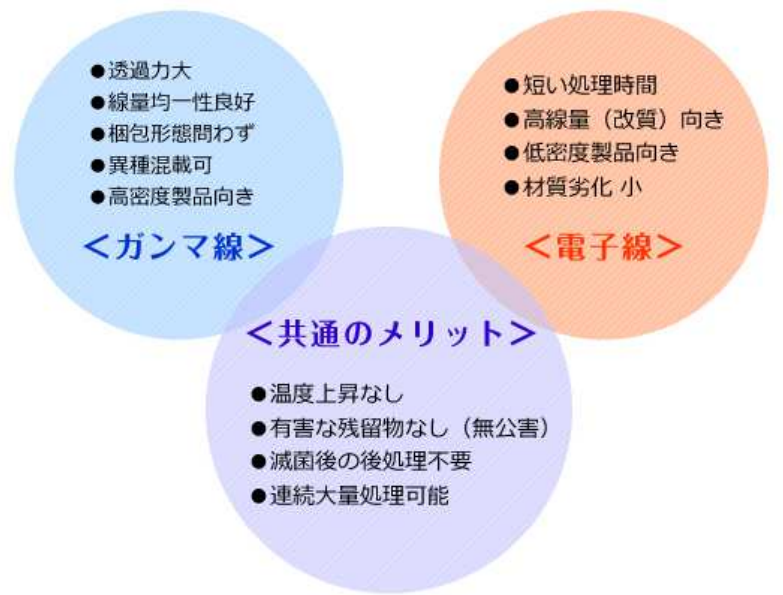 ●透過力大
●線量均一性良好
●梱包形態問わず
●異種混載可
●高密度製品向き
＜ガンマ線＞
●短い処理時間
●高線量（改質）向き
●低密度製品向き
●材質劣化 小
＜電子線＞
＜共通のメリット＞
●温度上昇なし
●有害な残留物なし（無公害）
●滅菌後の後処理不要
●連続大量処理可能